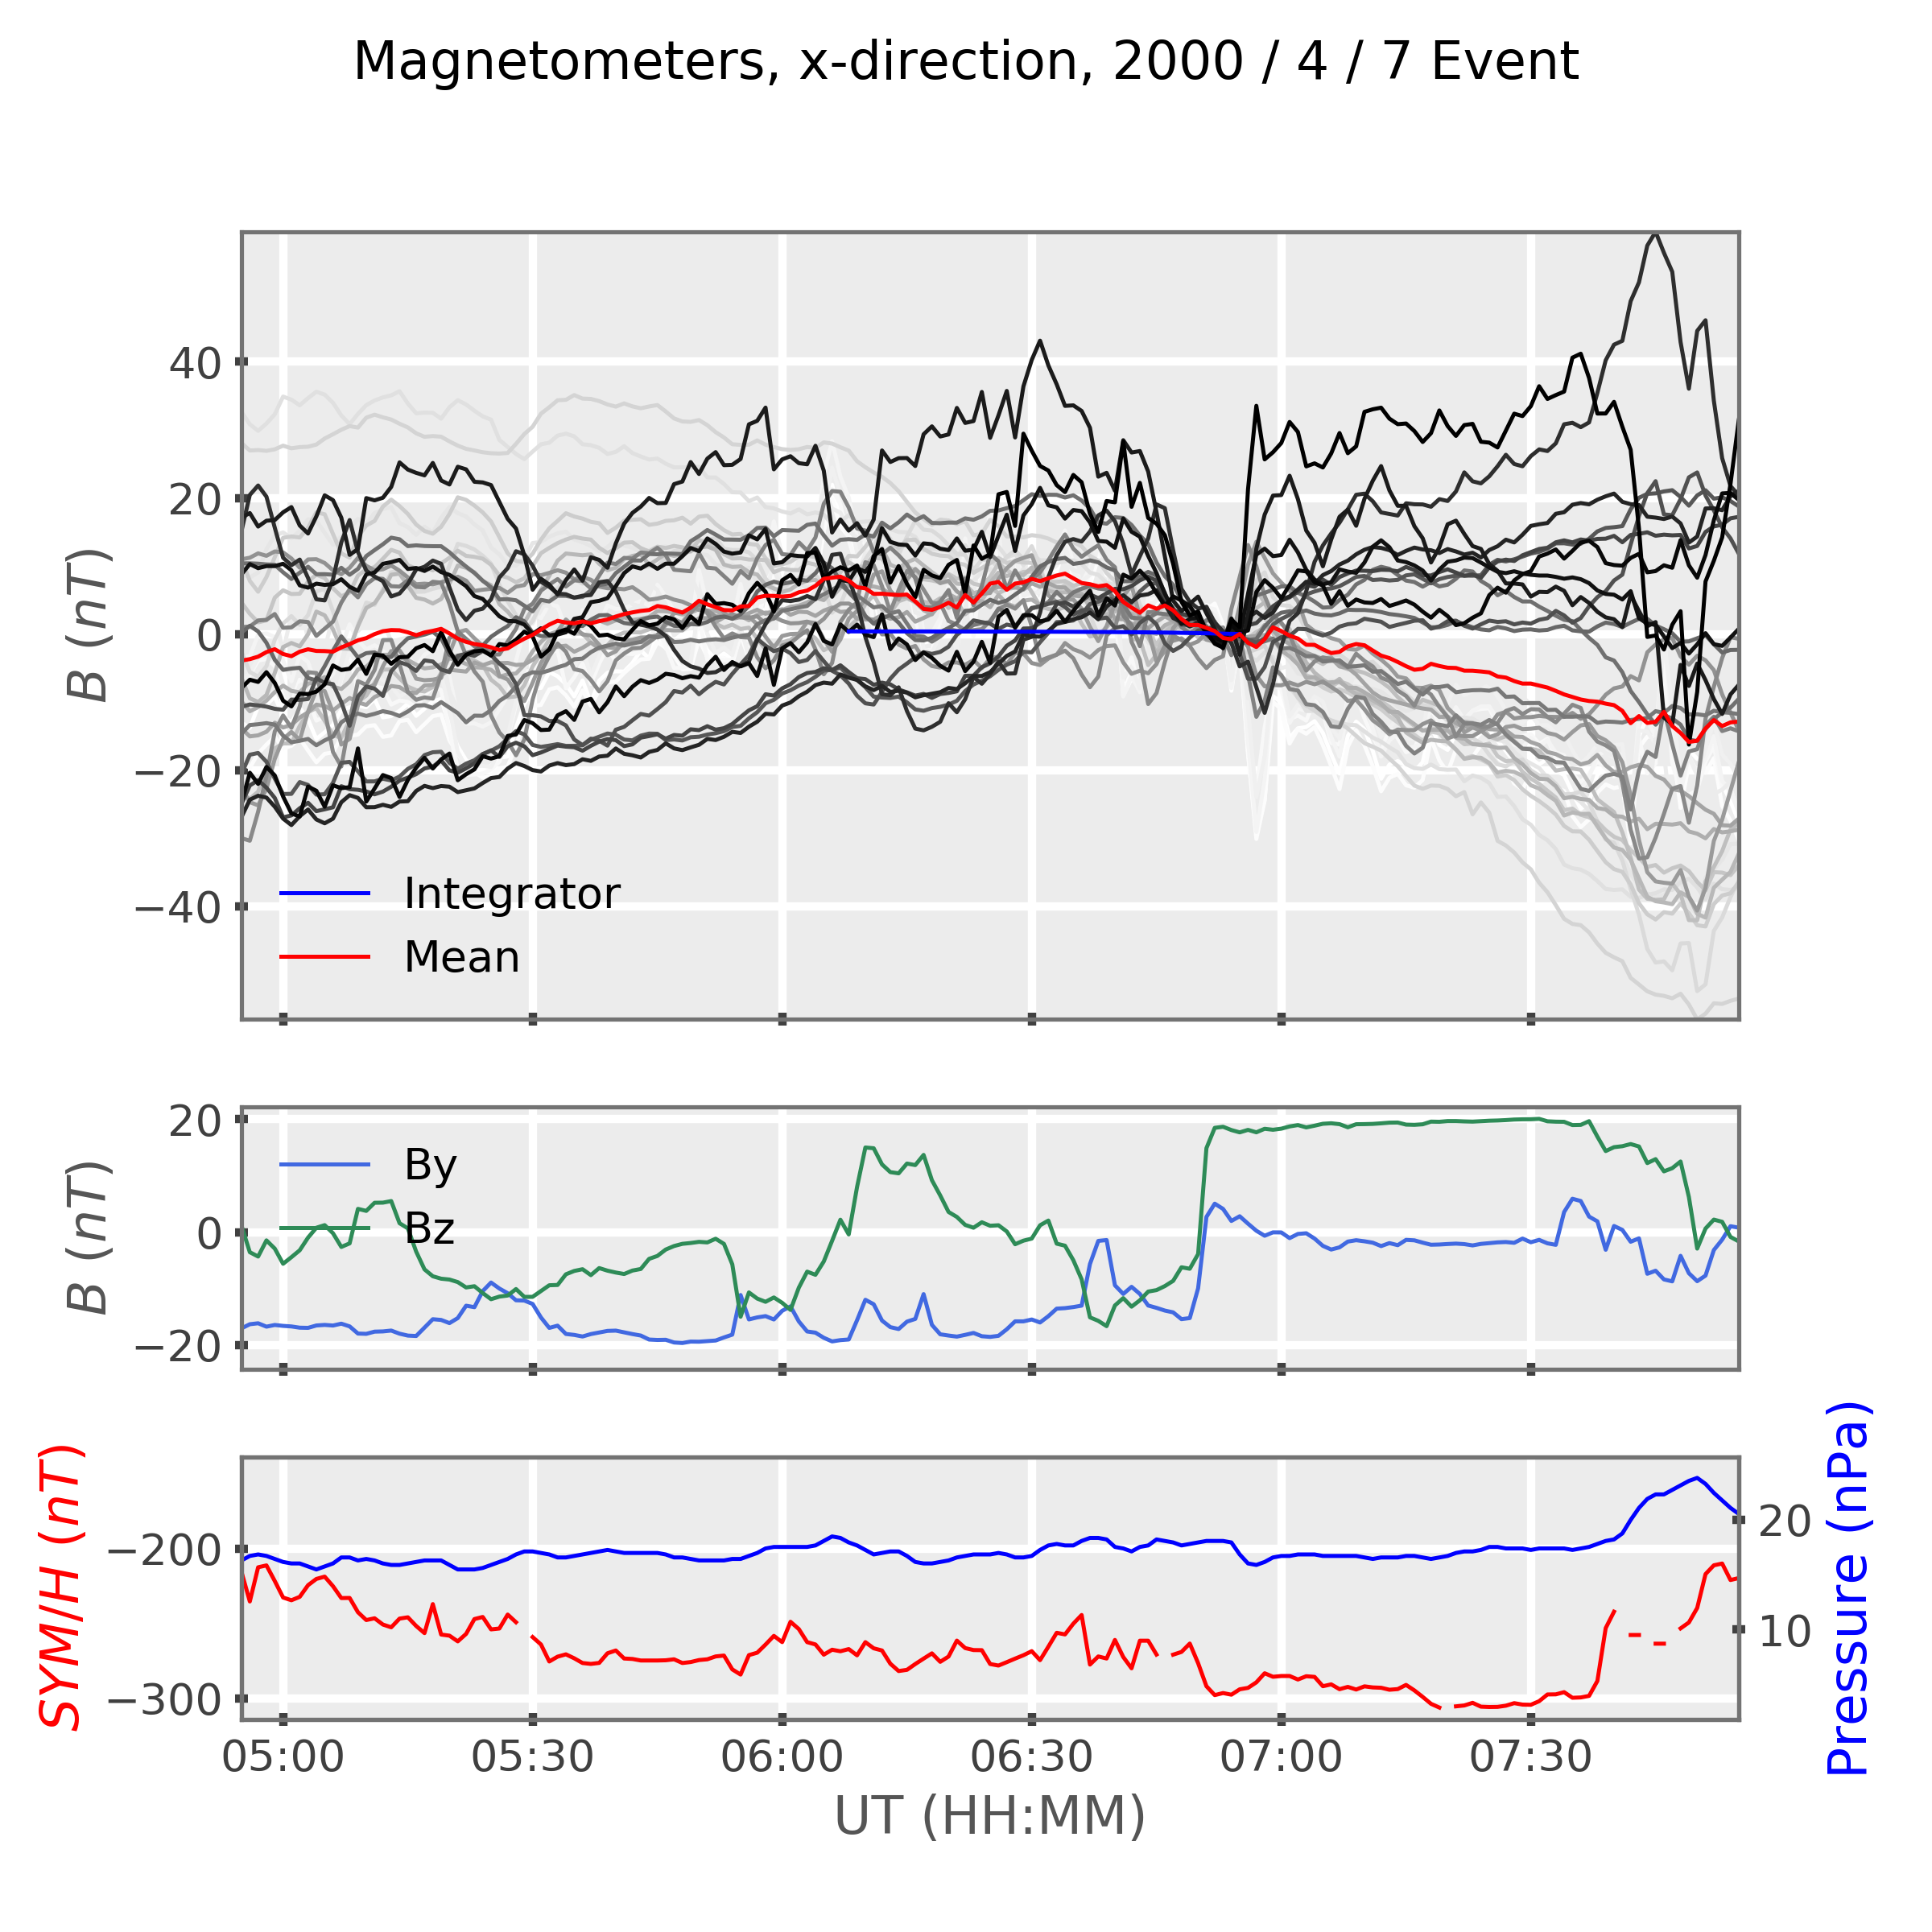 Magnetometers, x-direction, 2000 / 4 / 7 Event
B (nT)
40
20
0
−20
−40
Integrator
Mean
B (nT)
20
0
−20
By
Bz
SYM/H (nT)
−200
−300
20
10
Pressure (nPa)
05:00 05:30 06:00 06:30 07:00 07:30
UT (HH:MM)